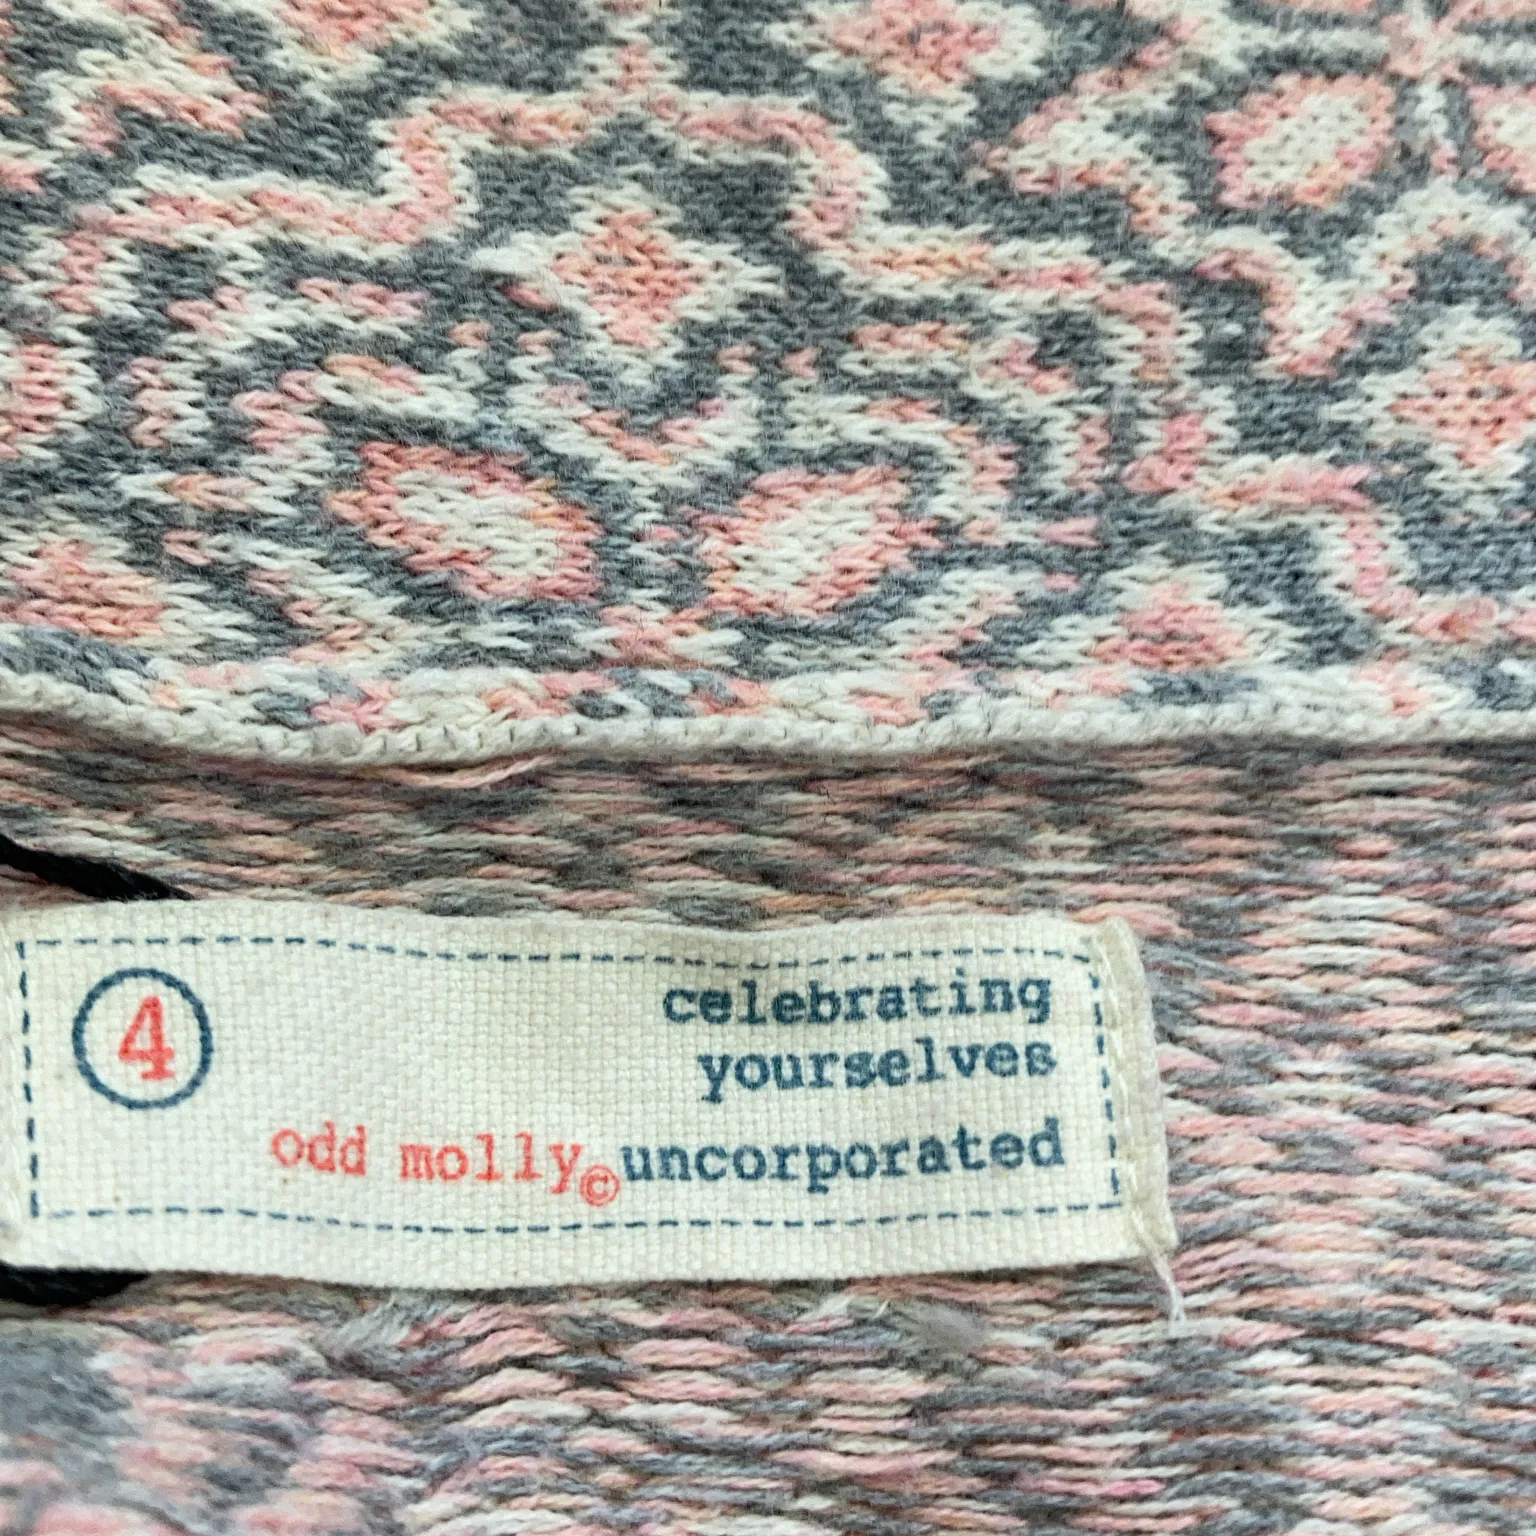 4
celebrating
yourselves
odd molly©uncorporated